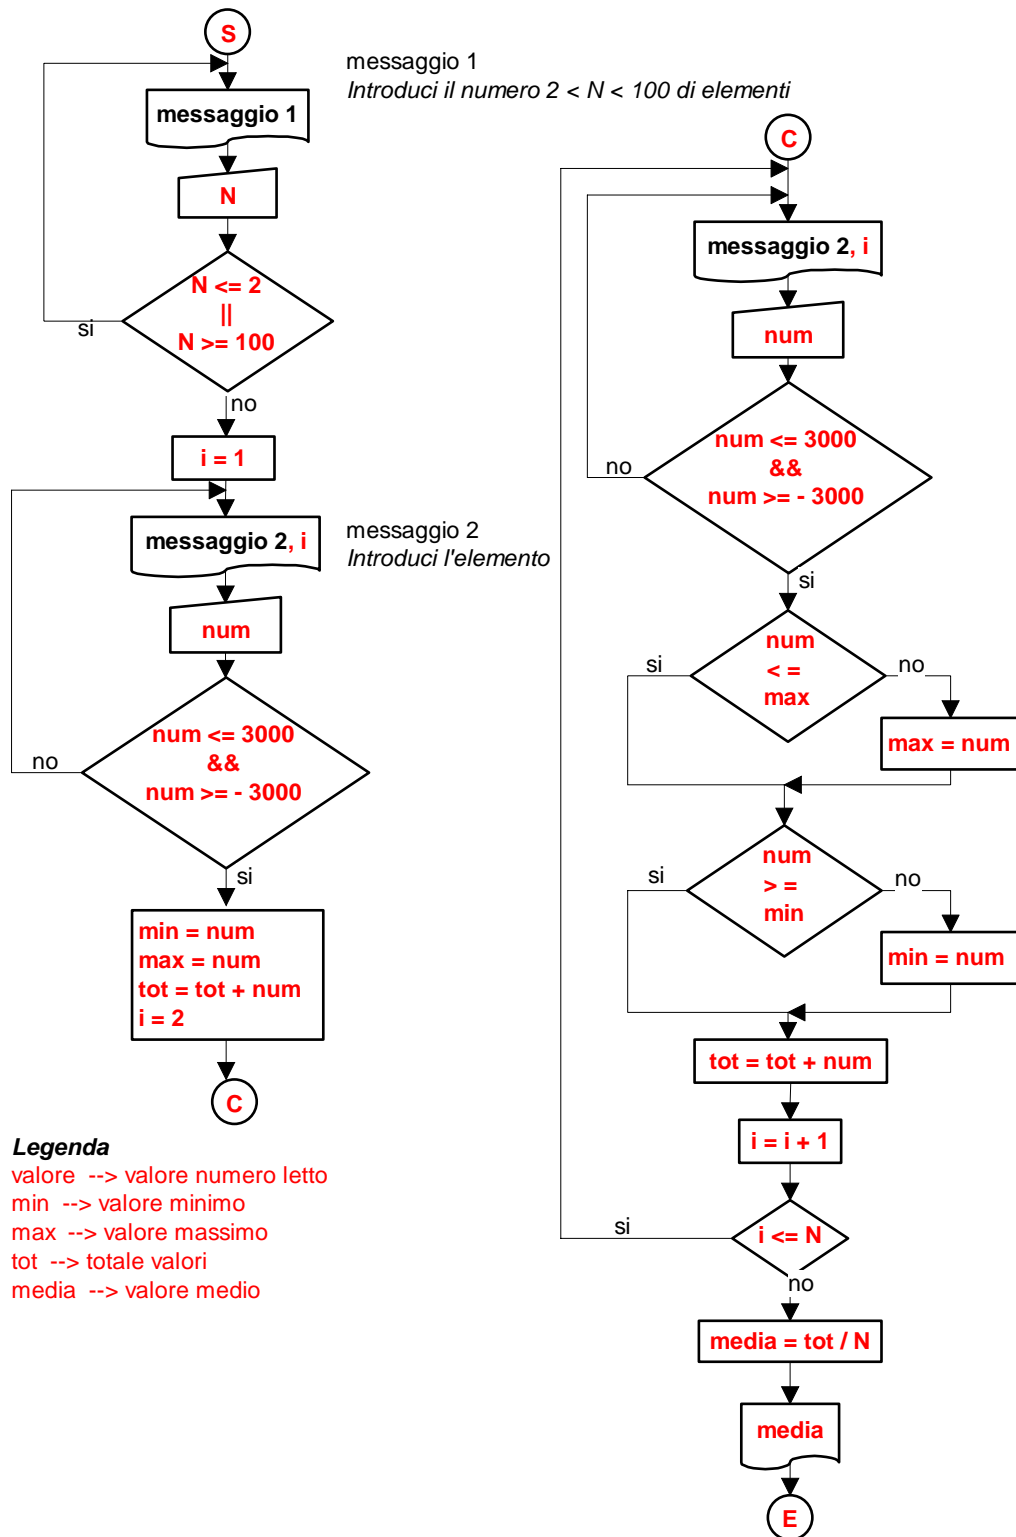 S
messaggio 1
Introduci il numero 2 < N < 100 di elementi
messaggio 1
N
N <= 2
||
N >= 100
si
no
i = 1
messaggio 2, i
messaggio 2
Introduci l'elemento
num
num <= 3000
&&
num >= - 3000
no
si
min = num
max = num
tot = tot + num
i = 2
C
Legenda
valore --> valore numero letto
min --> valore minimo
max --> valore massimo
tot --> totale valori
media --> valore medio
C
messaggio 2, i
num
num <= 3000
&&
num >= - 3000
no
si
num
< =
max
si
no
max = num
num
> =
min
si
no
min = num
tot = tot + num
i = i + 1
i <= N
si
no
media = tot / N
media
E